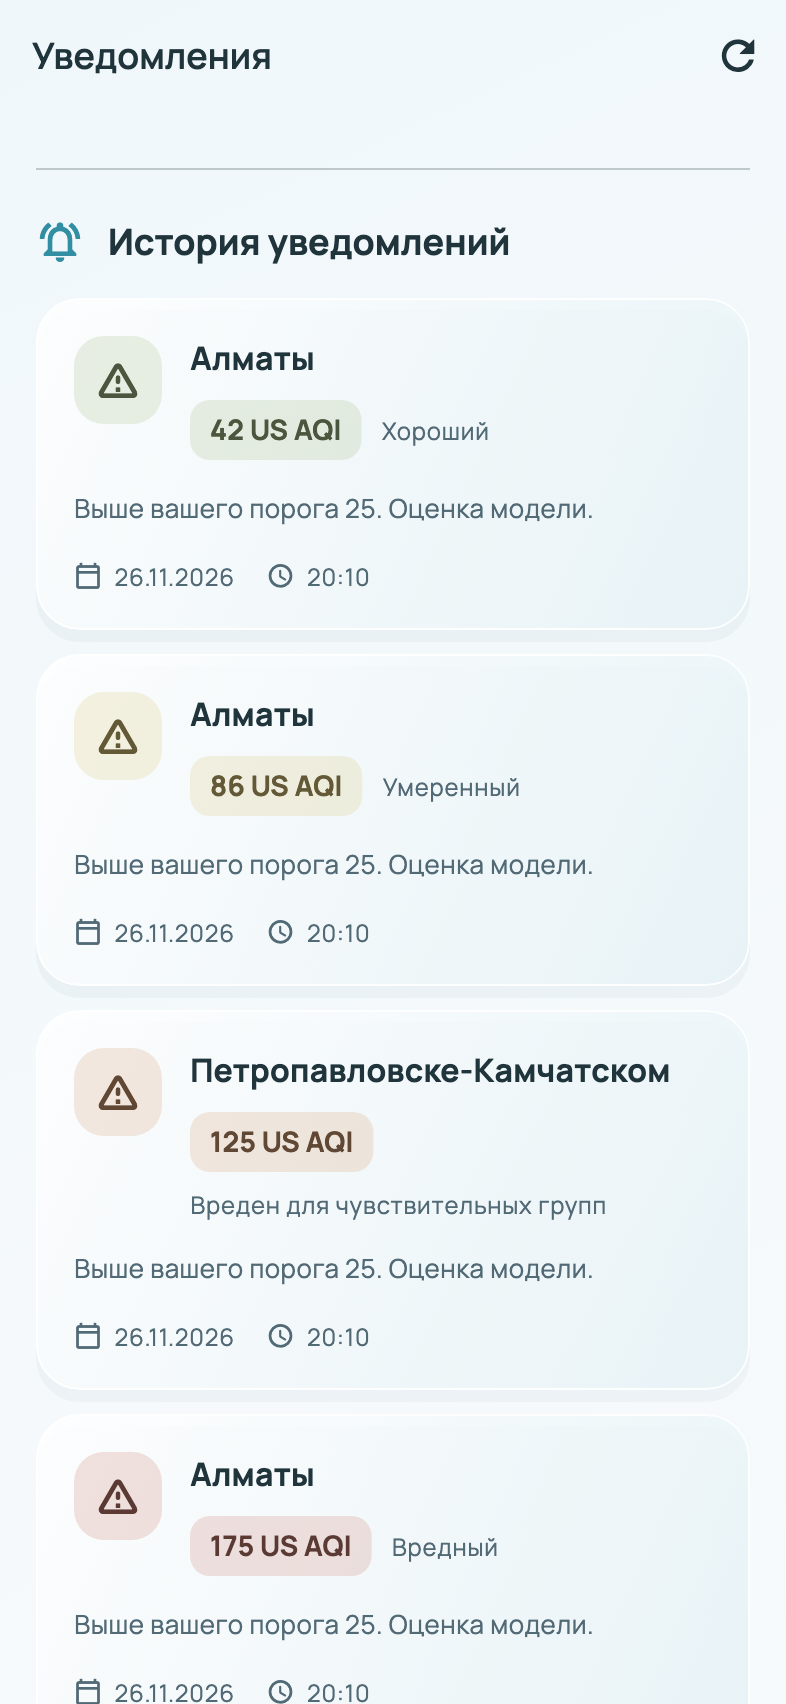 Уведомления
История уведомлений
Алматы
42 US AQI Хороший
Выше вашего порога 25. Оценка модели.
26.11.2026 20:10
Алматы
86 US AQI Умеренный
Выше вашего порога 25. Оценка модели.
26.11.2026 20:10
Петропавловске-Камчатском
125 US AQI
Вреден для чувствительных групп
Выше вашего порога 25. Оценка модели.
26.11.2026 20:10
Алматы
175 US AQI Вредный
Выше вашего порога 25. Оценка модели.
26.11.2026 20:10